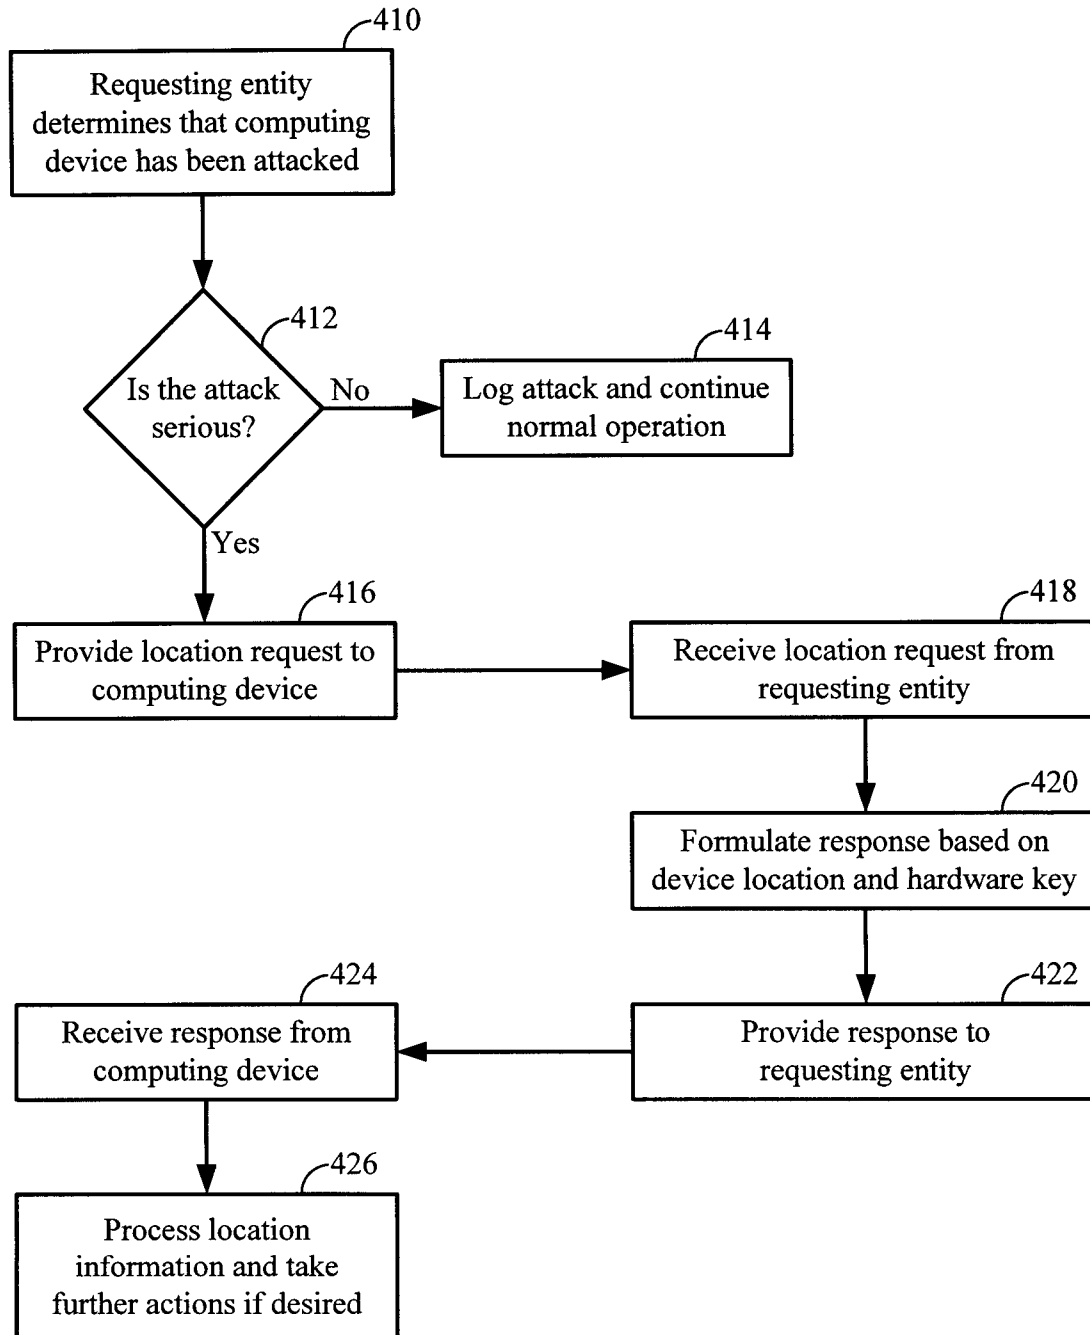 410
Requesting entity
determines that computing
device has been attacked
412
Is the attack
serious?
No
414
Log attack and continue
normal operation
Yes
416
Provide location request to
computing device
418
Receive location request from
requesting entity
420
Formulate response based on
device location and hardware key
422
Provide response to
requesting entity
424
Receive response from
computing device
426
Process location
information and take
further actions if desired